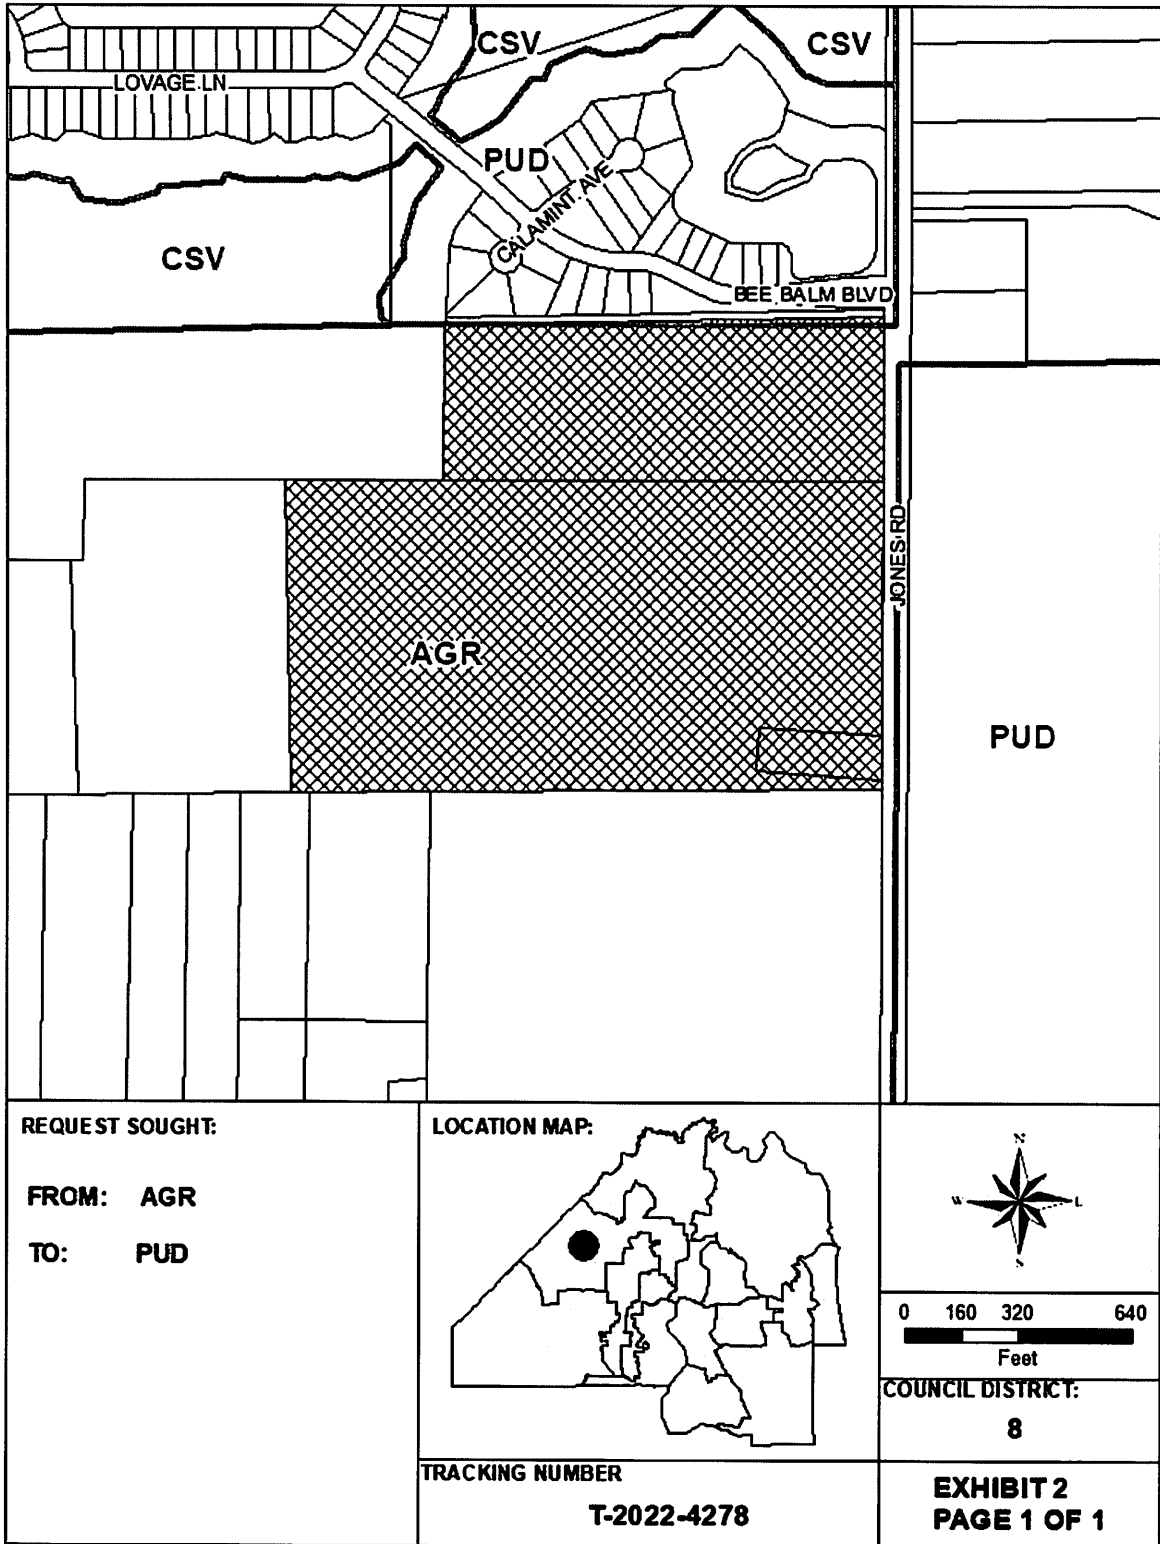 CSV
CSV
LOVAGE LN
PUD
CALAMINT AVE
CSV
BEE BALM BLVD
JONES RD
AGR
PUD
REQUEST SOUGHT:
FROM: AGR
TO: PUD
LOCATION MAP:
N
W
S
0 160 320 640
Feet
COUNCIL DISTRICT:
8
TRACKING NUMBER
T-2022-4278
EXHIBIT 2
PAGE 1 OF 1